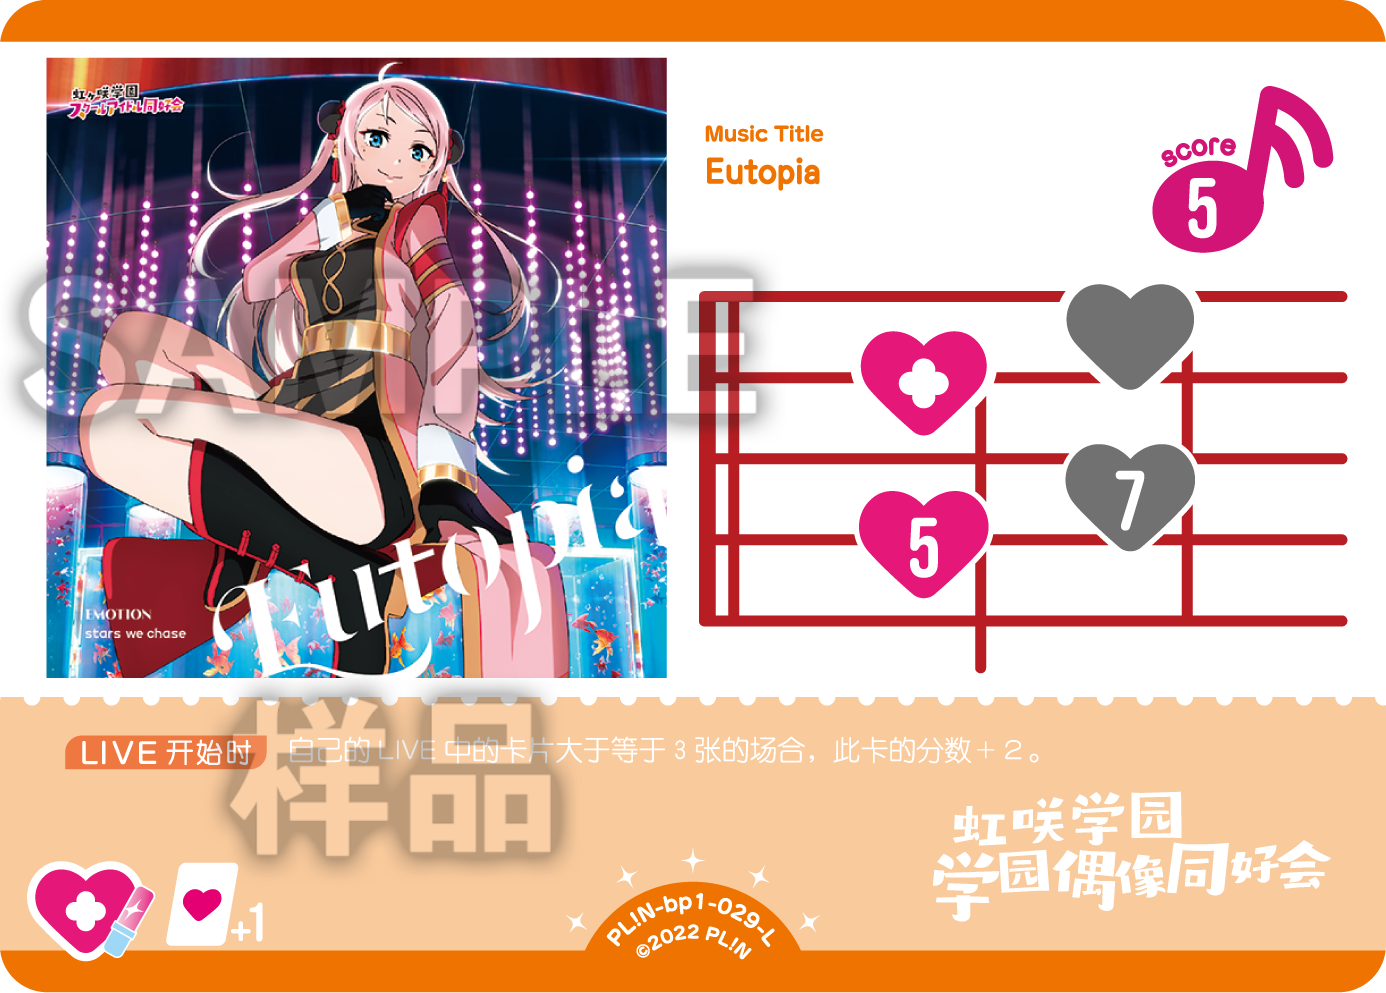 虹ヶ咲学園
スクールアイドル同好会
Music Title
Eutopia
score
5
SAMPLE
7
5
Eutopia
EMOTION
stars we chase
样品
LIVE 开始时 自己的 LIVE 中的卡片大于等于 3 张的场合，此卡的分数＋２。
虹咲学园
学园偶像同好会
+1
PL!N-bp1-029-L
©2022 PL!N